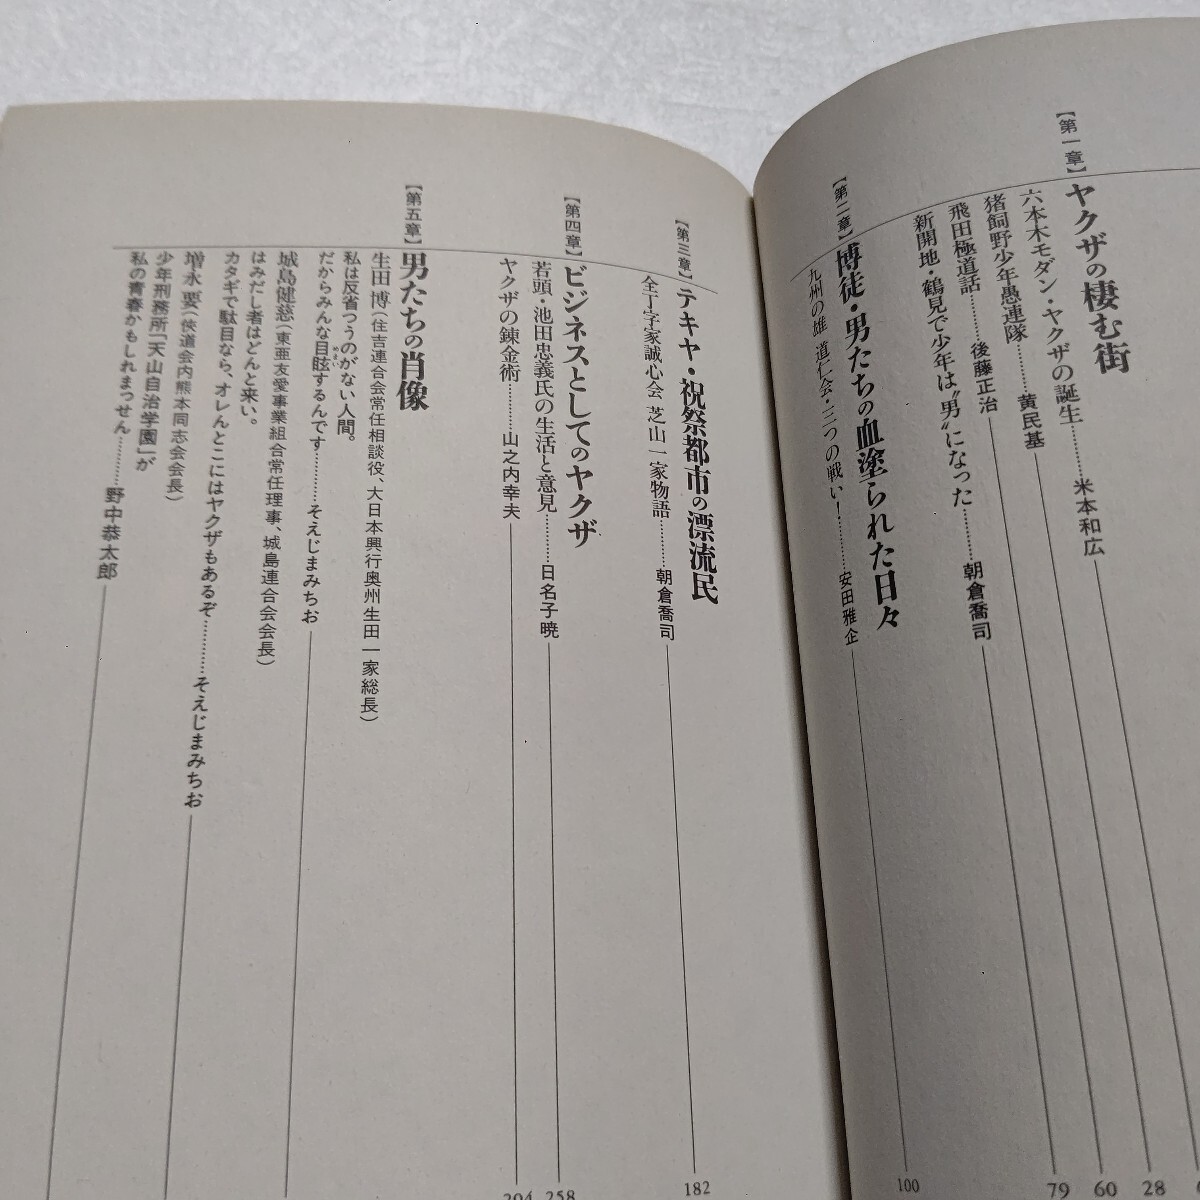 【第一章】ヤクザの棲む街
六本木モダン・ヤクザの誕生………米本和広
猪飼野少年愚連隊………黄民基
飛田極道話………後藤正治
新開地・鶴見で少年は〝男〟になった………朝倉喬司
【第二章】博徒・男たちの血塗られた日々
九州の雄 道仁会・三つの戦い!………安田雅企
28
60
79
100
【第三章】テキヤ・祝祭都市の漂流民
全丁字家誠心会 芝山一家物語………朝倉喬司
【第四章】ビジネスとしてのヤクザ
若頭・池田忠義氏の生活と意見………日名子暁
ヤクザの錬金術………山之内幸夫
【第五章】男たちの肖像
生田 博(住吉連合会常任相談役、大日本興行奥州生田一家総長)
私は反省つうのがない人間。
だからみんな目眩するんです………そえじまみちお
城島健慈(東亜友愛事業組合常任理事、城島連合会会長)
はみだし者はどんと来い。
カタギで駄目なら、オレんとこにはヤクザもあるぞ………そえじまみちお
増永 要(俠道会内熊本同志会会長)
少年刑務所「天山自治学園」が
私の青春かもしれまっせん………野中恭太郎
182
258
294